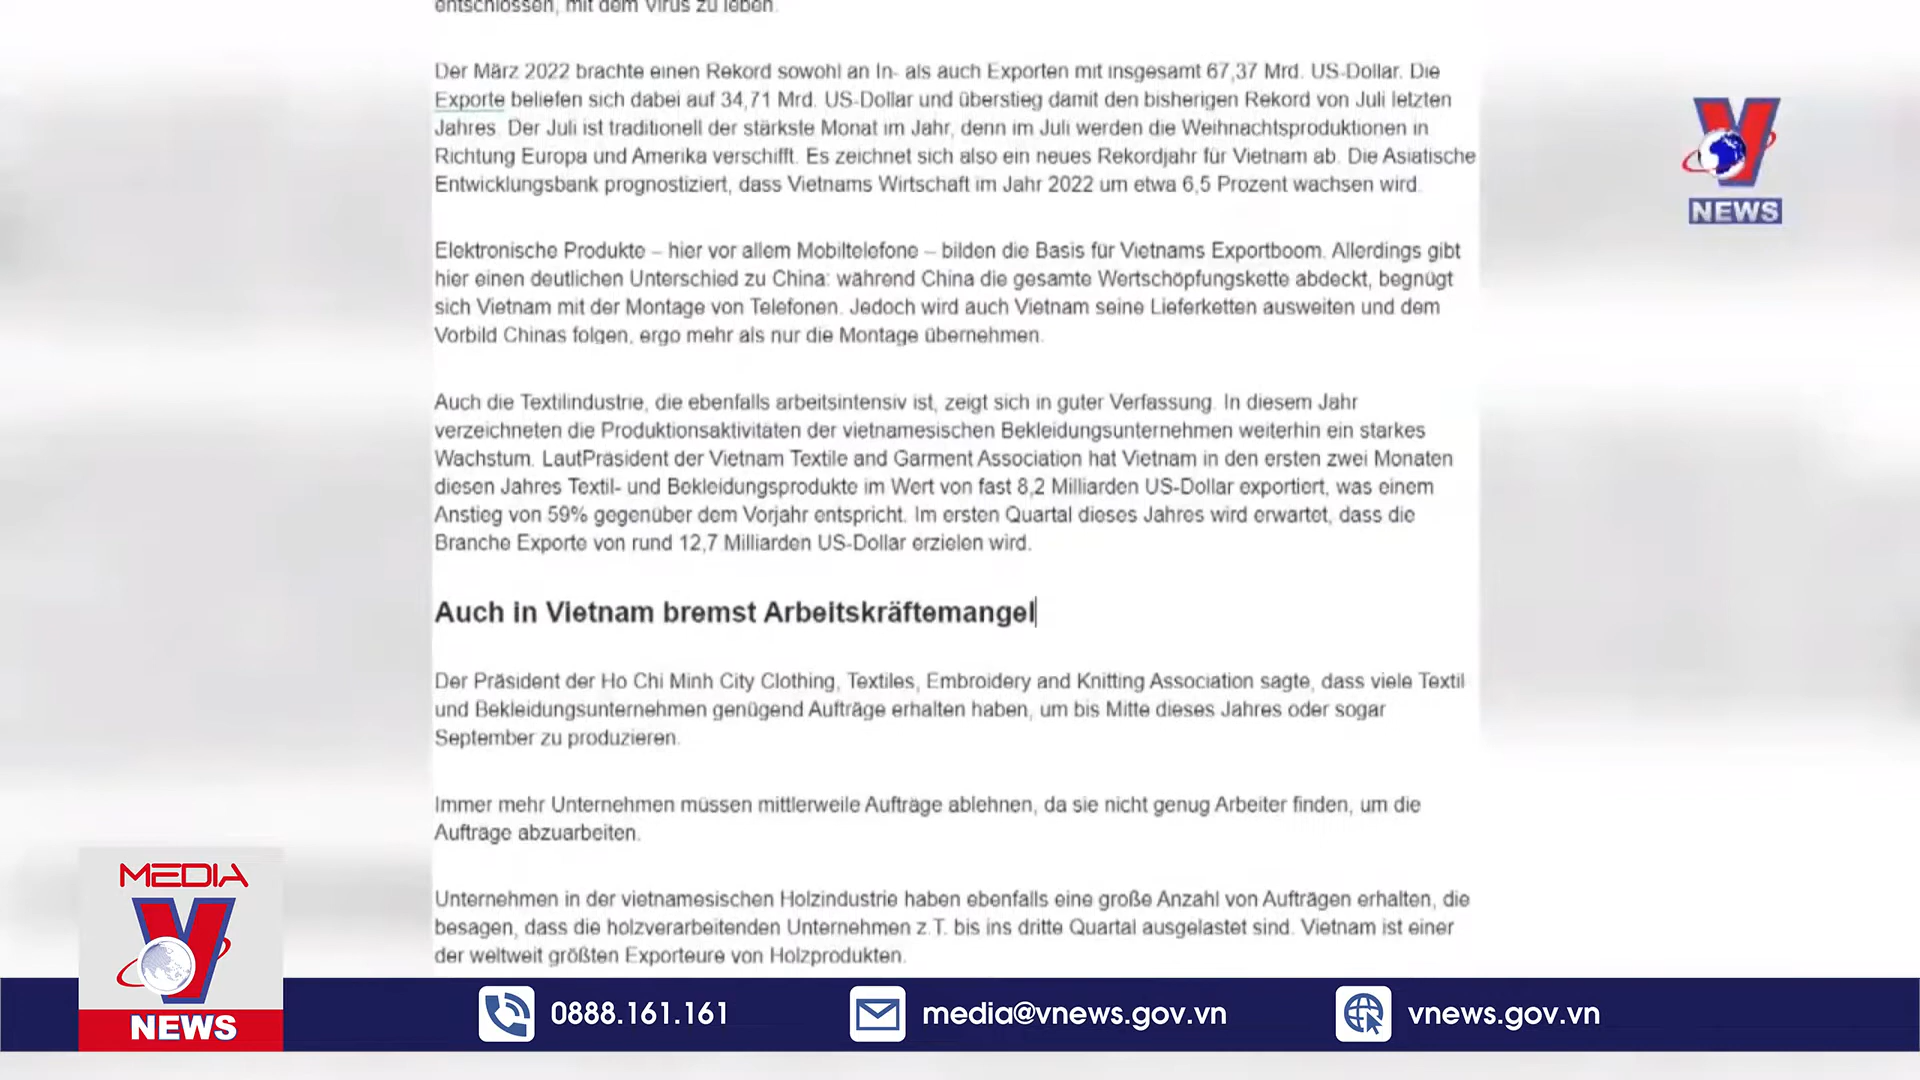 entschlossen, mit dem Virus zu leben.
Der März 2022 brachte einen Rekord sowohl an In- als auch Exporten mit insgesamt 67,37 Mrd. US-Dollar. Die
Exporte beliefen sich dabei auf 34,71 Mrd. US-Dollar und überstieg damit den bisherigen Rekord von Juli letzten
Jahres. Der Juli ist traditionell der stärkste Monat im Jahr, denn im Juli werden die Weihnachtsproduktionen in
Richtung Europa und Amerika verschifft. Es zeichnet sich also ein neues Rekordjahr für Vietnam ab. Die Asiatische
Entwicklungsbank prognostiziert, dass Vietnams Wirtschaft im Jahr 2022 um etwa 6,5 Prozent wachsen wird.
Elektronische Produkte – hier vor allem Mobiltelefone – bilden die Basis für Vietnams Exportboom. Allerdings gibt
hier einen deutlichen Unterschied zu China: während China die gesamte Wertschöpfungskette abdeckt, begnügt
sich Vietnam mit der Montage von Telefonen. Jedoch wird auch Vietnam seine Lieferketten ausweiten und dem
Vorbild Chinas folgen, ergo mehr als nur die Montage übernehmen.
Auch die Textilindustrie, die ebenfalls arbeitsintensiv ist, zeigt sich in guter Verfassung. In diesem Jahr
verzeichneten die Produktionsaktivitäten der vietnamesischen Bekleidungsunternehmen weiterhin ein starkes
Wachstum. LautPräsident der Vietnam Textile and Garment Association hat Vietnam in den ersten zwei Monaten
diesen Jahres Textil- und Bekleidungsprodukte im Wert von fast 8,2 Milliarden US-Dollar exportiert, was einem
Anstieg von 59% gegenüber dem Vorjahr entspricht. Im ersten Quartal dieses Jahres wird erwartet, dass die
Branche Exporte von rund 12,7 Milliarden US-Dollar erzielen wird.
Auch in Vietnam bremst Arbeitskräftemangel
Der Präsident der Ho Chi Minh City Clothing, Textiles, Embroidery and Knitting Association sagte, dass viele Textil
und Bekleidungsunternehmen genügend Aufträge erhalten haben, um bis Mitte dieses Jahres oder sogar
September zu produzieren.
Immer mehr Unternehmen müssen mittlerweile Aufträge ablehnen, da sie nicht genug Arbeiter finden, um die
Aufträge abzuarbeiten.
Unternehmen in der vietnamesischen Holzindustrie haben ebenfalls eine große Anzahl von Aufträgen erhalten, die
besagen, dass die holzverarbeitenden Unternehmen z.T. bis ins dritte Quartal ausgelastet sind. Vietnam ist einer
der weltweit größten Exporteure von Holzprodukten.
V
NEWS
MEDIA
V
NEWS
0888.161.161
media@vnews.gov.vn
vnews.gov.vn